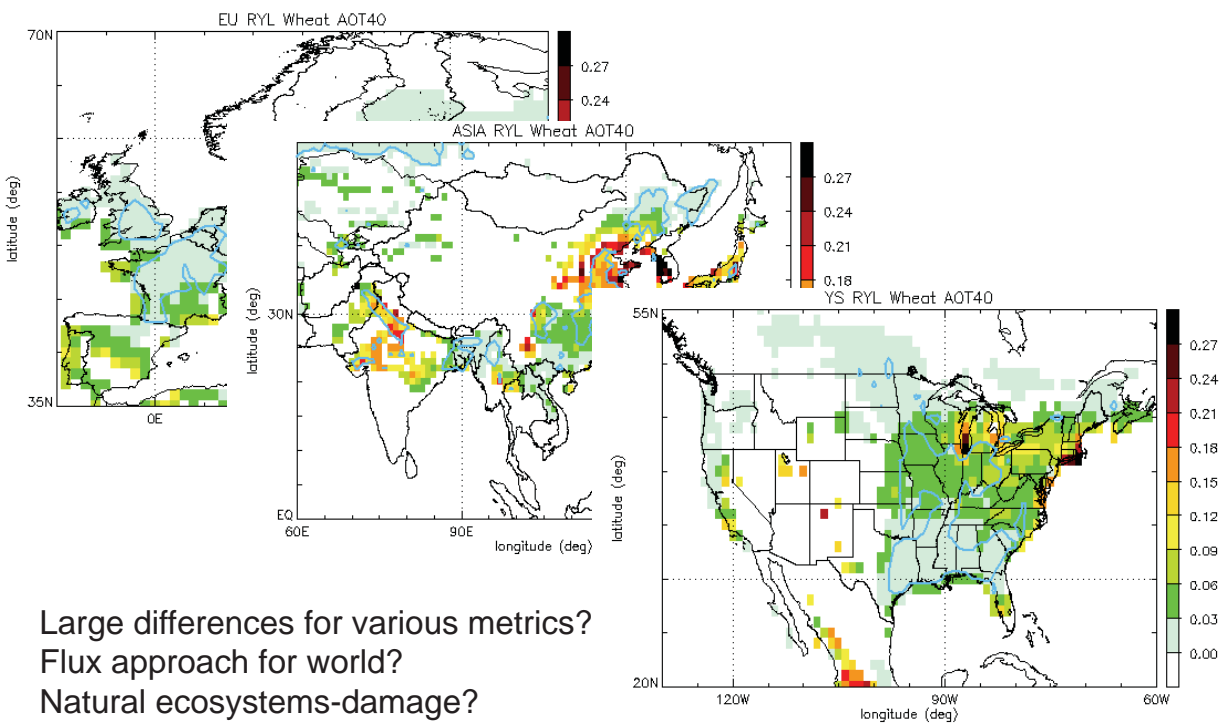 EU RYL Wheat AOT40
70N
35N
0E
latitude (deg)
0.27
0.24
ASIA RYL Wheat AOT40
30N
EQ
60E
90E
latitude (deg)
longitude (deg)
0.27
0.24
0.21
0.18
YS RYL Wheat AOT40
55N
20N
120W
90W
60W
latitude (deg)
longitude (deg)
0.27
0.24
0.21
0.18
0.15
0.12
0.09
0.06
0.03
0.00
Large differences for various metrics?
Flux approach for world?
Natural ecosystems-damage?